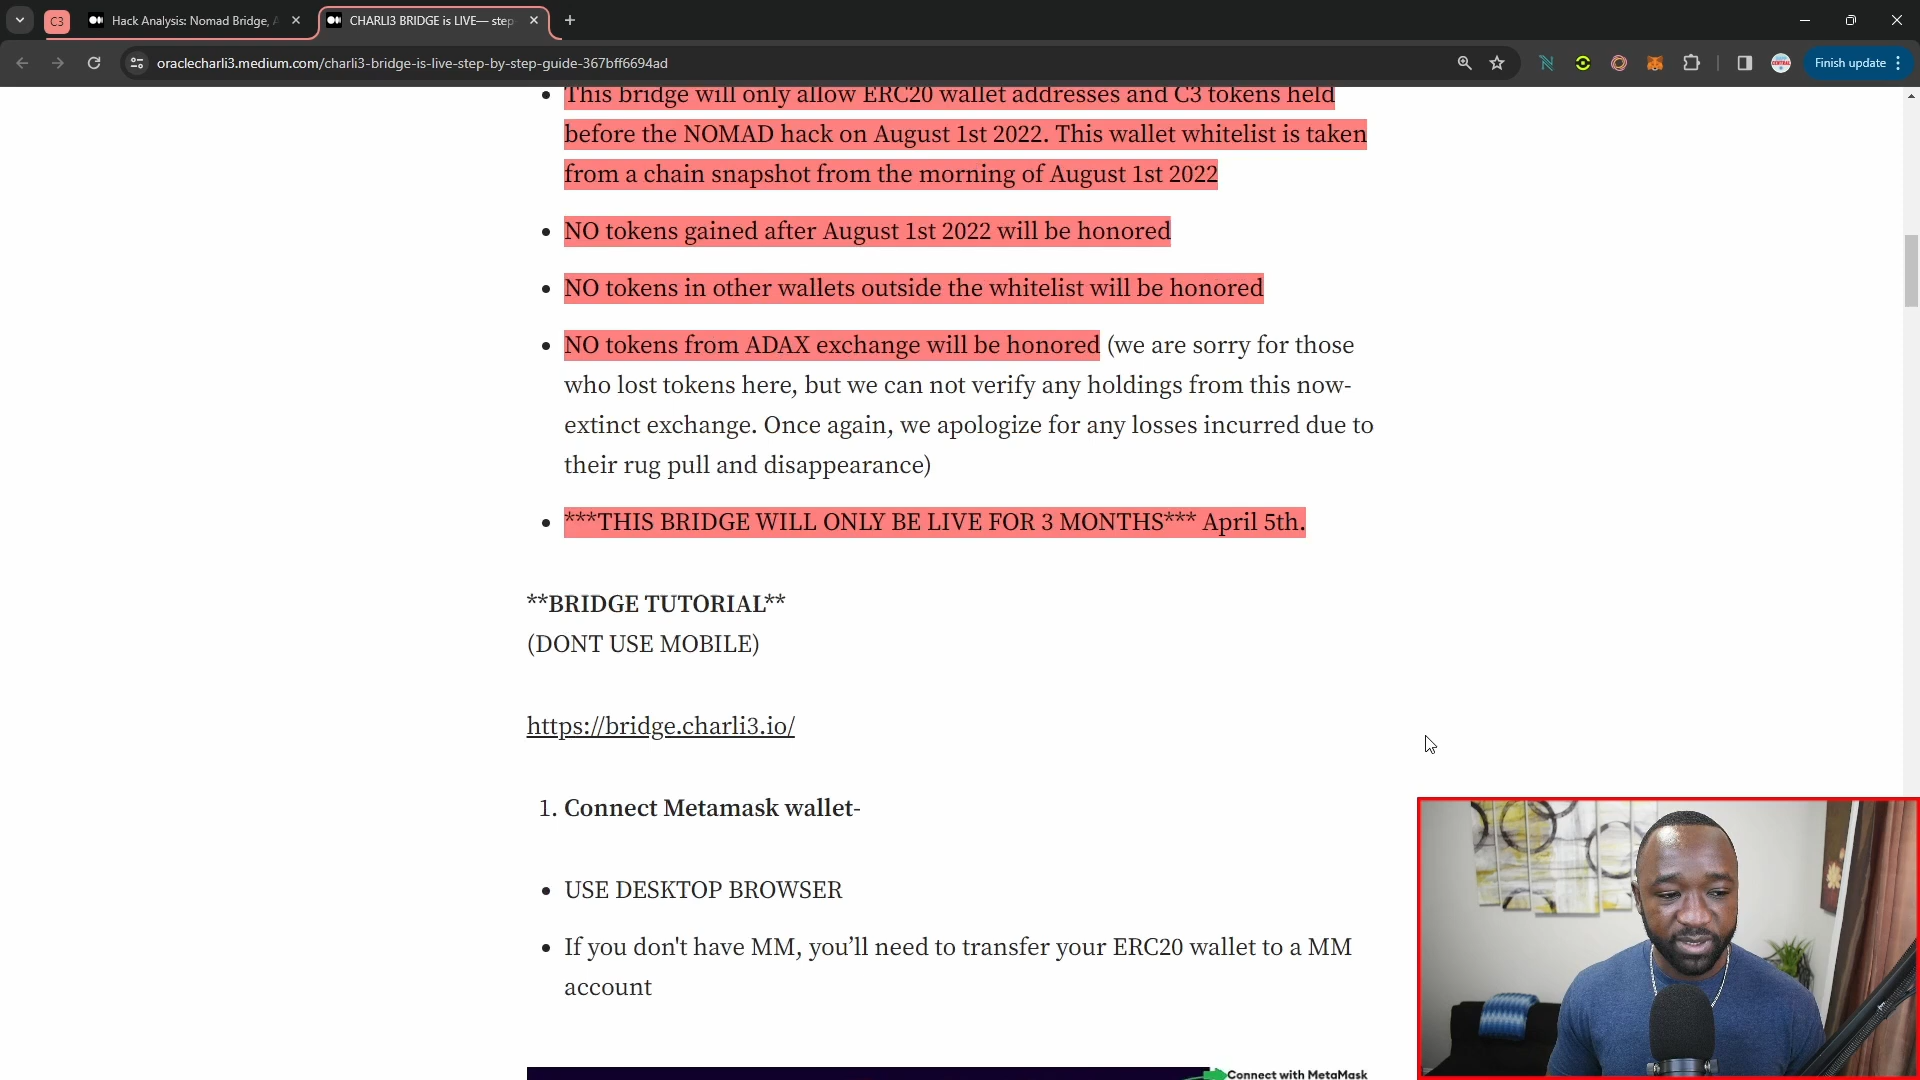 C3
Hack Analysis: Nomad Bridge, A
CHARLI3 BRIDGE is LIVE— step
oraclecharli3.medium.com/charli3-bridge-is-live-step-by-step-guide-367bff6694ad
Finish update
This bridge will only allow ERC20 wallet addresses and C3 tokens held
before the NOMAD hack on August 1st 2022. This wallet whitelist is taken
from a chain snapshot from the morning of August 1st 2022
NO tokens gained after August 1st 2022 will be honored
NO tokens in other wallets outside the whitelist will be honored
NO tokens from ADAX exchange will be honored (we are sorry for those
who lost tokens here, but we can not verify any holdings from this now-
extinct exchange. Once again, we apologize for any losses incurred due to
their rug pull and disappearance)
***THIS BRIDGE WILL ONLY BE LIVE FOR 3 MONTHS*** April 5th.
**BRIDGE TUTORIAL**
(DONT USE MOBILE)
https://bridge.charli3.io/
1. Connect Metamask wallet-
USE DESKTOP BROWSER
If you don't have MM, you’ll need to transfer your ERC20 wallet to a MM
account
Connect with MetaMask